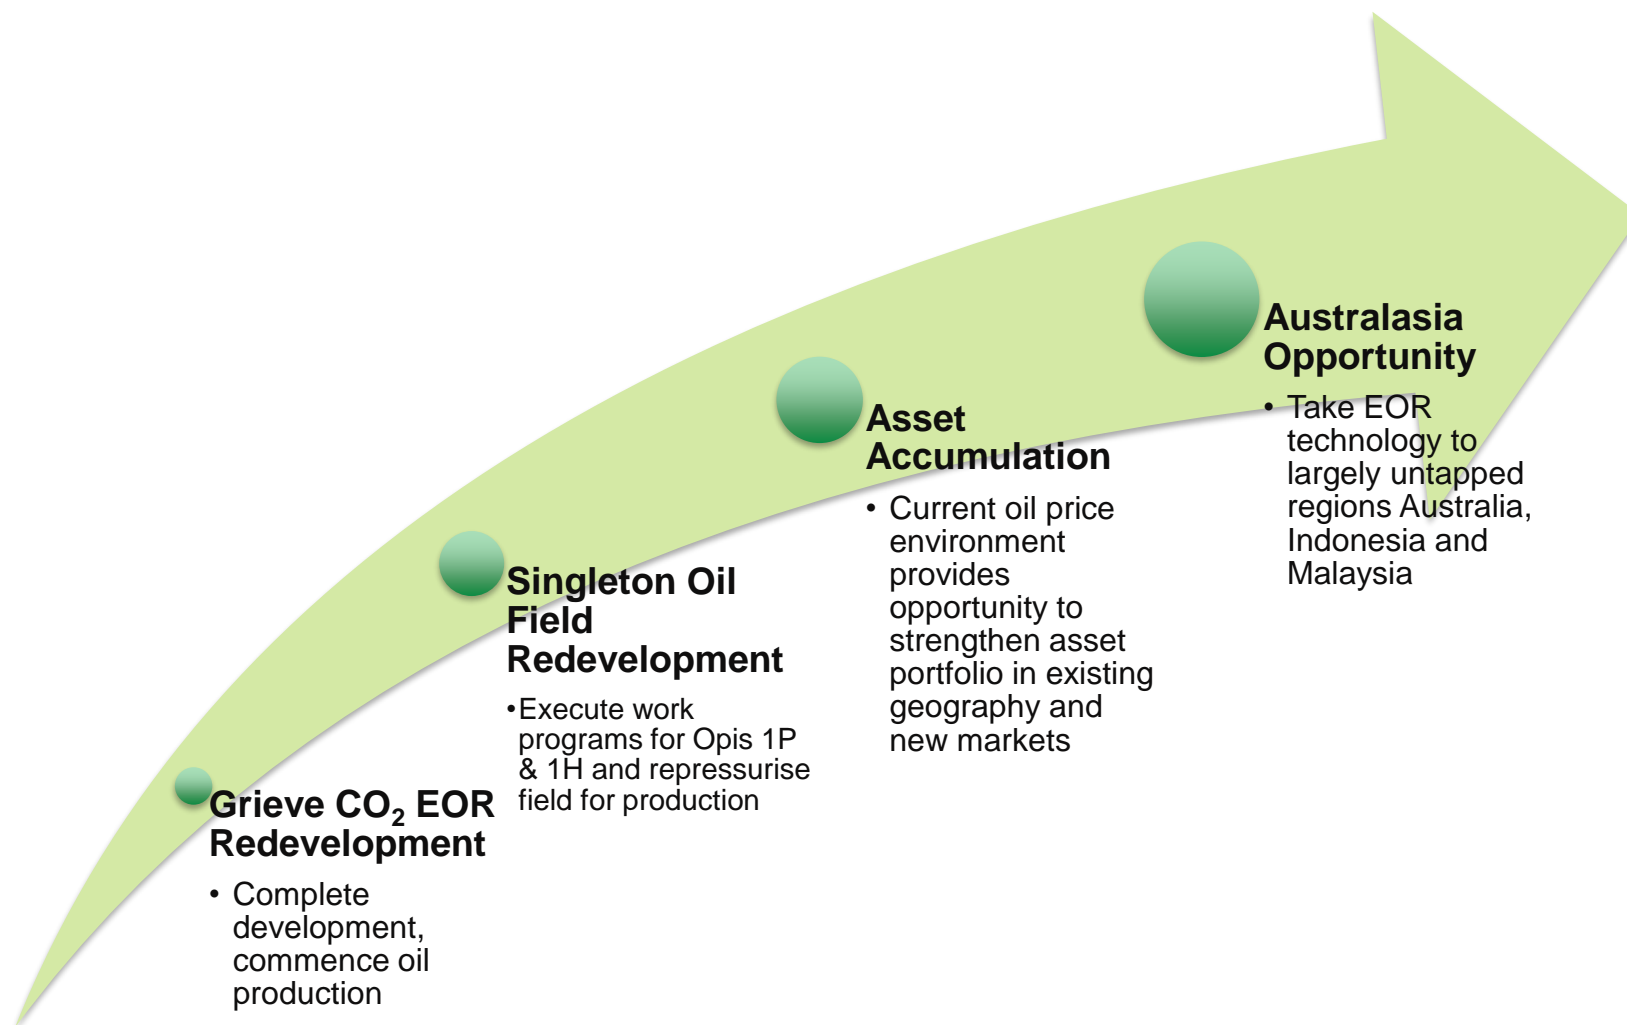 Grieve CO₂ EOR
Redevelopment
• Complete
development,
commence oil
production
Singleton Oil
Field
Redevelopment
•Execute work
programs for Opis 1P
& 1H and repressurise
field for production
Asset
Accumulation
• Current oil price
environment
provides
opportunity to
strengthen asset
portfolio in existing
geography and
new markets
Australasia
Opportunity
• Take EOR
technology to
largely untapped
regions Australia,
Indonesia and
Malaysia